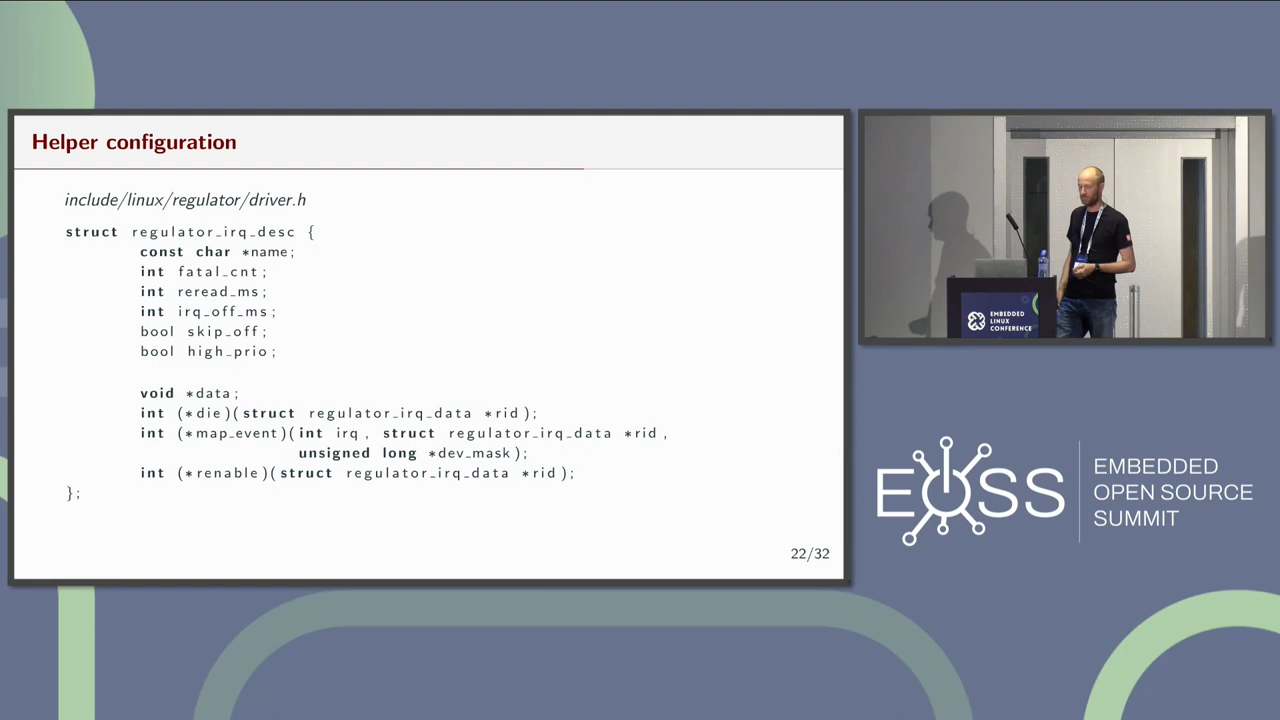 Helper configuration
include/linux/regulator/driver.h
struct regulator_irq_desc {
const char *name;
int fatal_cnt;
int reread_ms;
int irq_off_ms;
bool skip_off;
bool high_prio;
void *data;
int (*die)(struct regulator_irq_data *rid);
int (*map_event)(int irq, struct regulator_irq_data *rid,
unsigned long *dev_mask);
int (*renable)(struct regulator_irq_data *rid);
};
22/32
EMBEDDED
LINUX
CONFERENCE
EOSS
EMBEDDED
OPEN SOURCE
SUMMIT